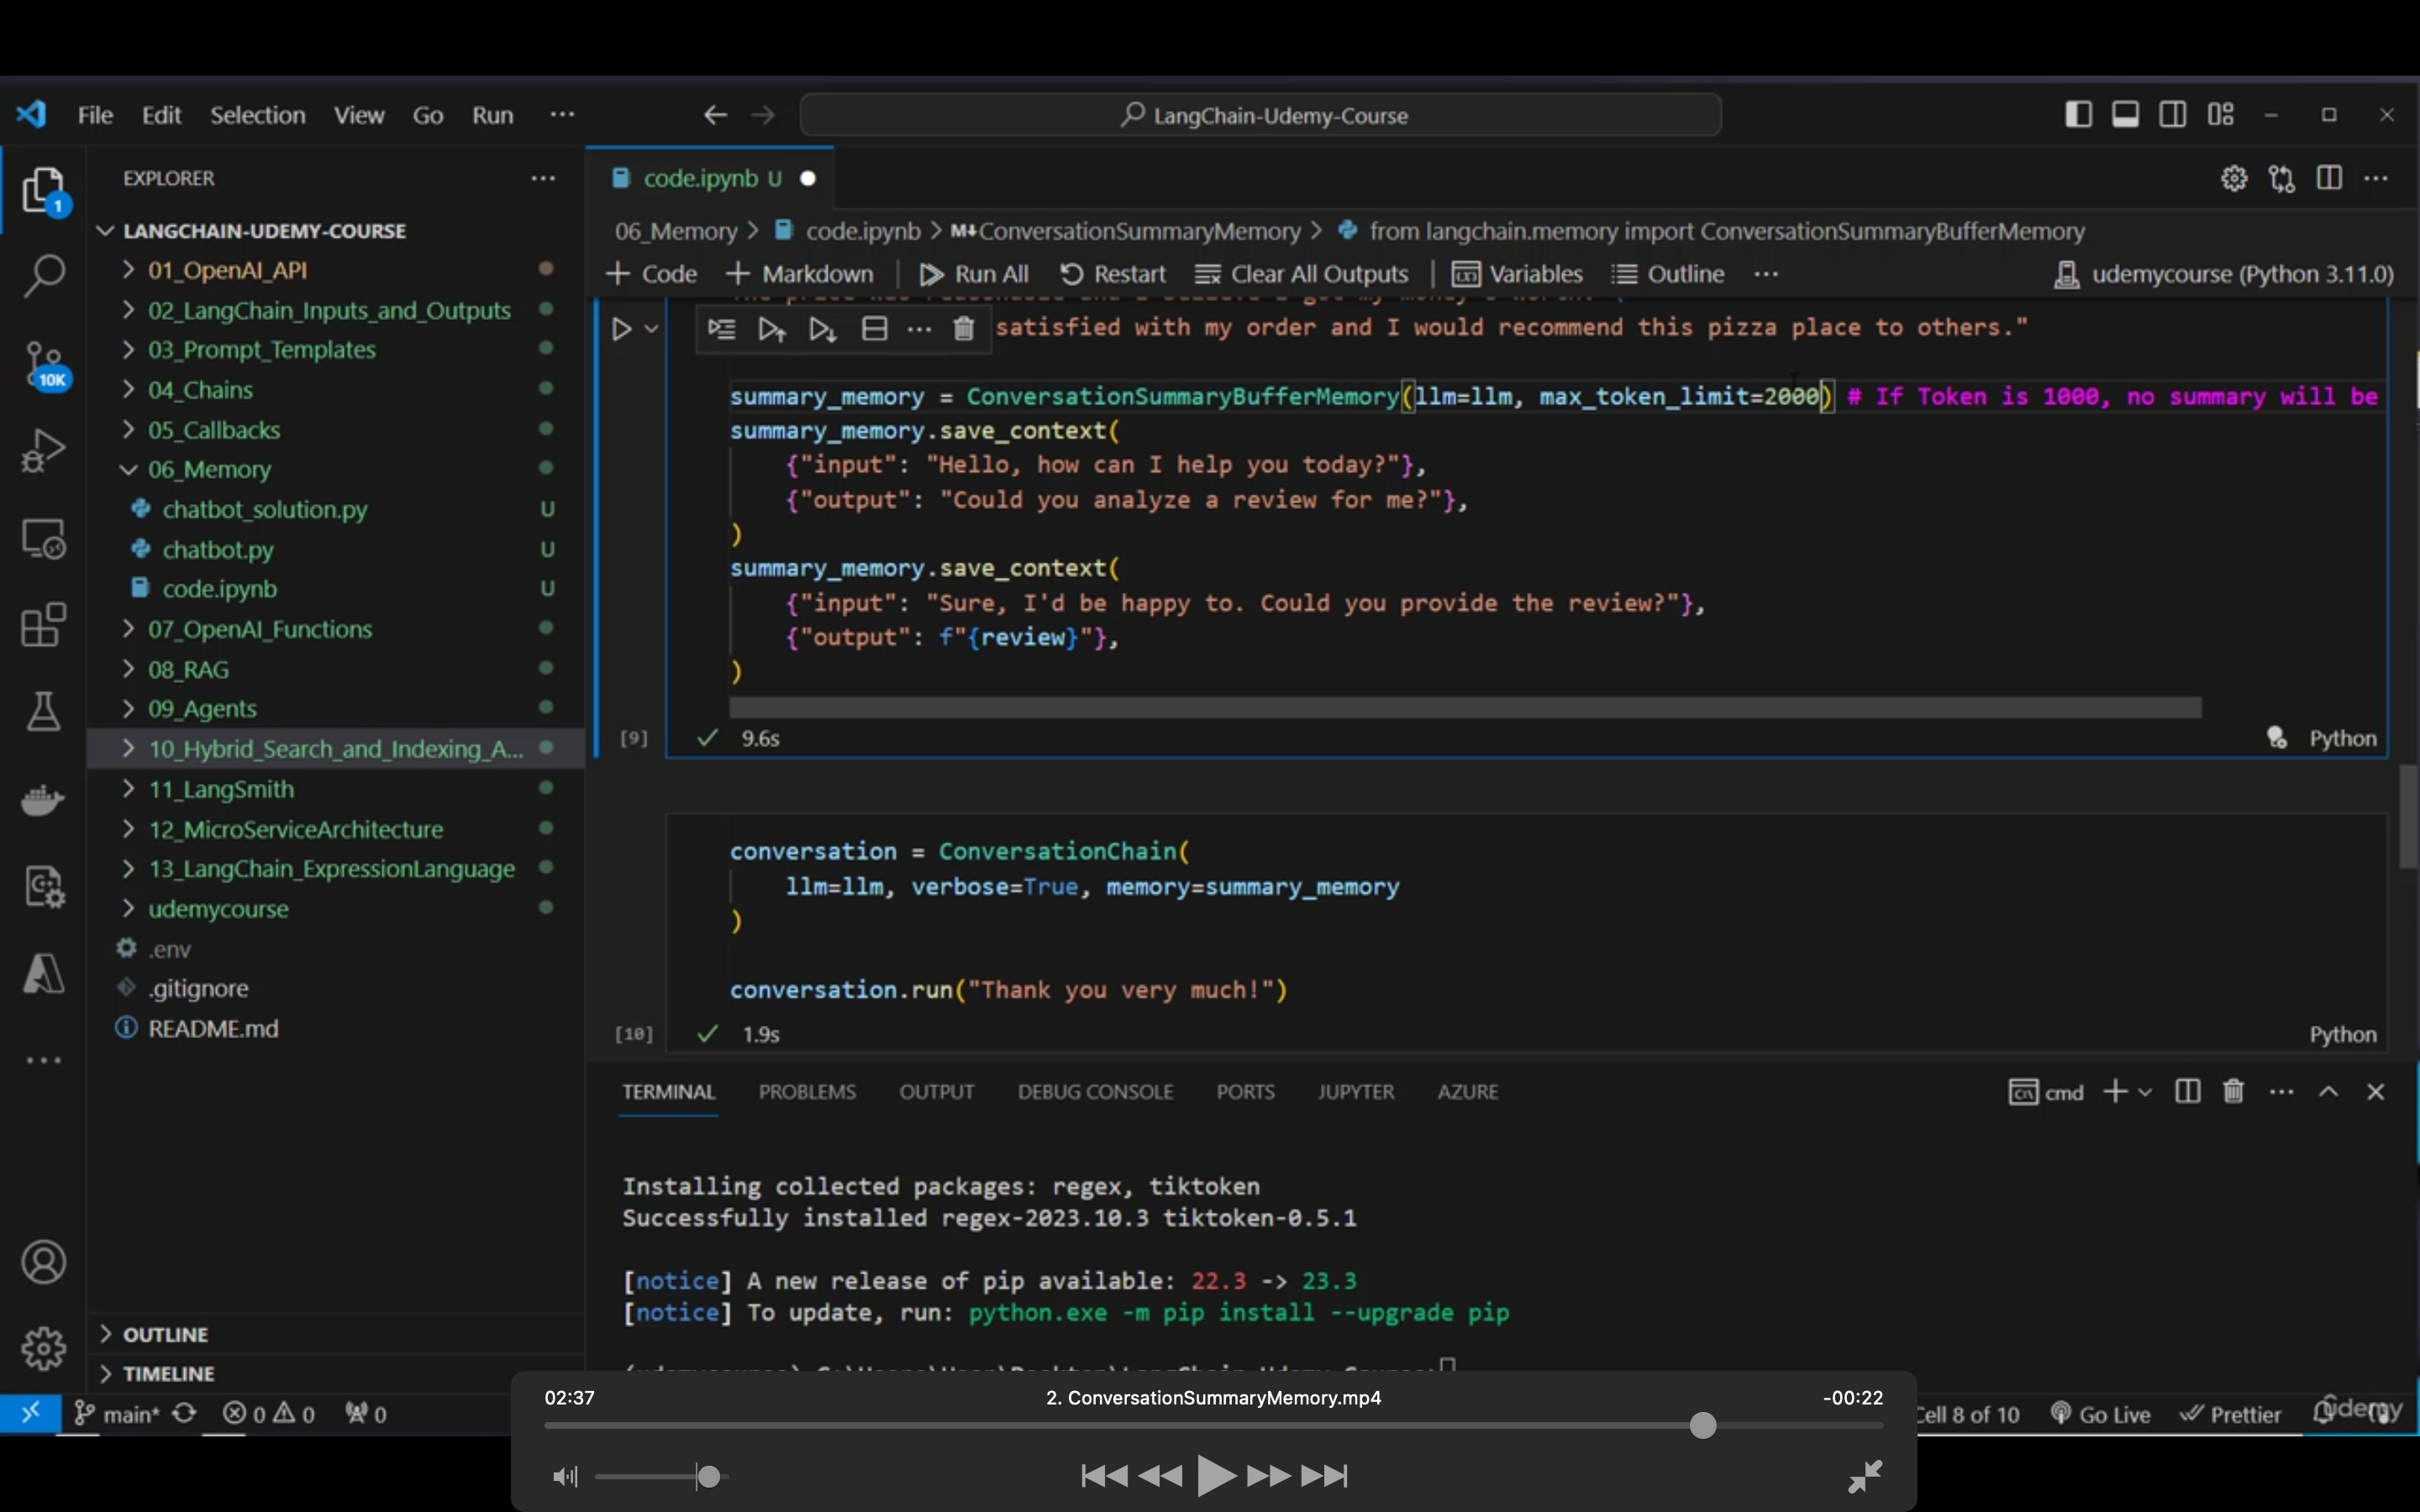 File Edit Selection View Go Run ··· LangChain-Udemy-Course
EXPLORER ···
1
10K
LANGCHAIN-UDEMY-COURSE
01_OpenAI_API
02_LangChain_Inputs_and_Outputs
03_Prompt_Templates
04_Chains
05_Callbacks
06_Memory
chatbot_solution.py U
chatbot.py U
code.ipynb U
07_OpenAI_Functions
08_RAG
09_Agents
10_Hybrid_Search_and_Indexing_A...
11_LangSmith
12_MicroServiceArchitecture
13_LangChain_ExpressionLanguage
udemycourse
.env
.gitignore
README.md
OUTLINE
TIMELINE
code.ipynb U
06_Memory > code.ipynb > M↓ConversationSummaryMemory > from langchain.memory import ConversationSummaryBufferMemory
+ Code + Markdown | Run All Restart Clear All Outputs | Variables Outline ··· udemycourse (Python 3.11.0)
satisfied with my order and I would recommend this pizza place to others."
summary_memory = ConversationSummaryBufferMemory(llm=llm, max_token_limit=2000) # If Token is 1000, no summary will be
summary_memory.save_context(
{"input": "Hello, how can I help you today?"},
{"output": "Could you analyze a review for me?"},
)
summary_memory.save_context(
{"input": "Sure, I'd be happy to. Could you provide the review?"},
{"output": f"{review}"},
)
[9] 9.6s Python
conversation = ConversationChain(
llm=llm, verbose=True, memory=summary_memory
)
conversation.run("Thank you very much!")
[10] 1.9s Python
TERMINAL PROBLEMS OUTPUT DEBUG CONSOLE PORTS JUPYTER AZURE cmd
Installing collected packages: regex, tiktoken
Successfully installed regex-2023.10.3 tiktoken-0.5.1
[notice] A new release of pip available: 22.3 -> 23.3
[notice] To update, run: python.exe -m pip install --upgrade pip
02:37 2. ConversationSummaryMemory.mp4 -00:22
main* 0 0 0 Cell 8 of 10 Go Live Prettier
udemy